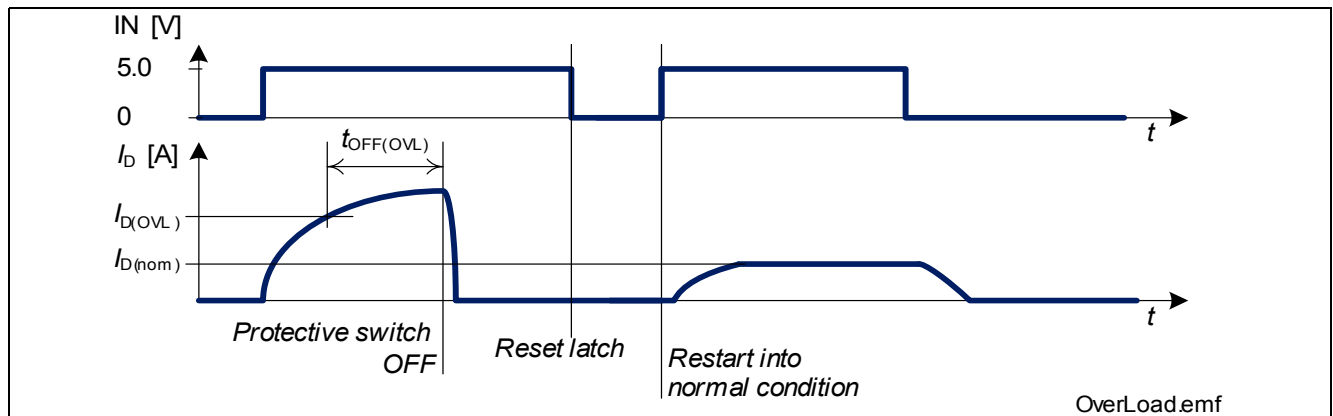 IN [V]
5.0
0
t
I_D [A]
t_OFF(OVL)
I_D(OVL)
I_D(nom)
t
Protective switch
OFF
Reset latch
Restart into
normal condition
OverLoad.emf